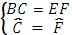 BC = EF
Ĉ = F̂